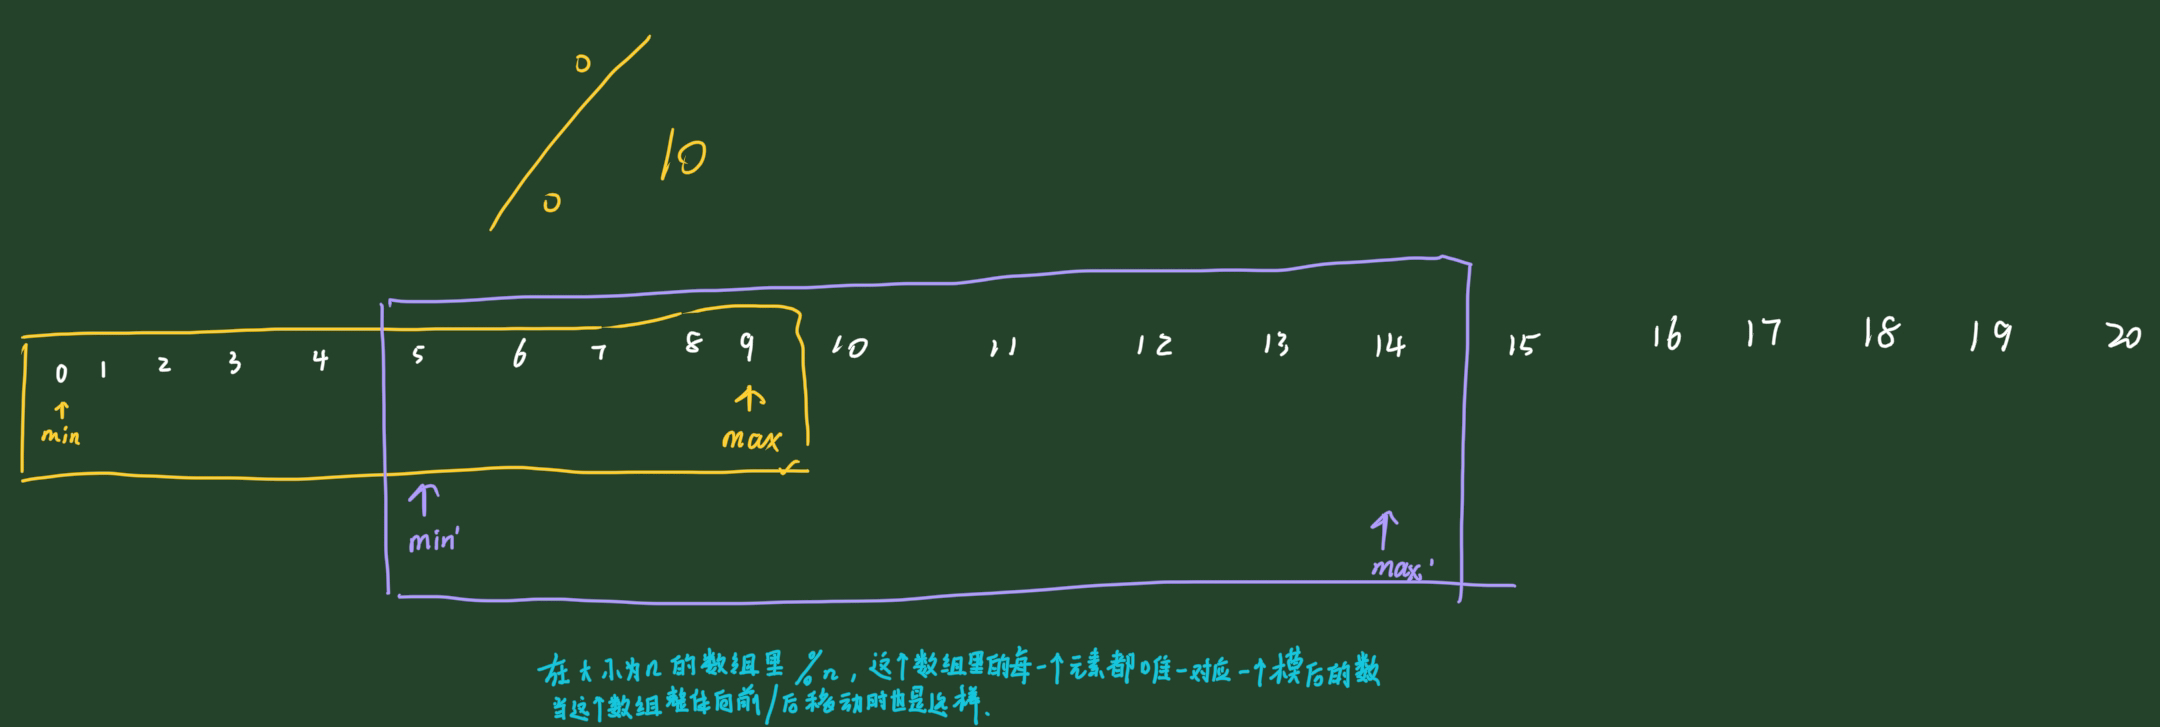 % 10
0 1 2 3 4 5 6 7 8 9 10 11 12 13 14 15 16 17 18 19 20
min max
min' max'
在大小为n的数组里%n，这个数组里的每一个元素都唯一对应一个模后的数
当这个数组整体向前/后移动时也是这样.